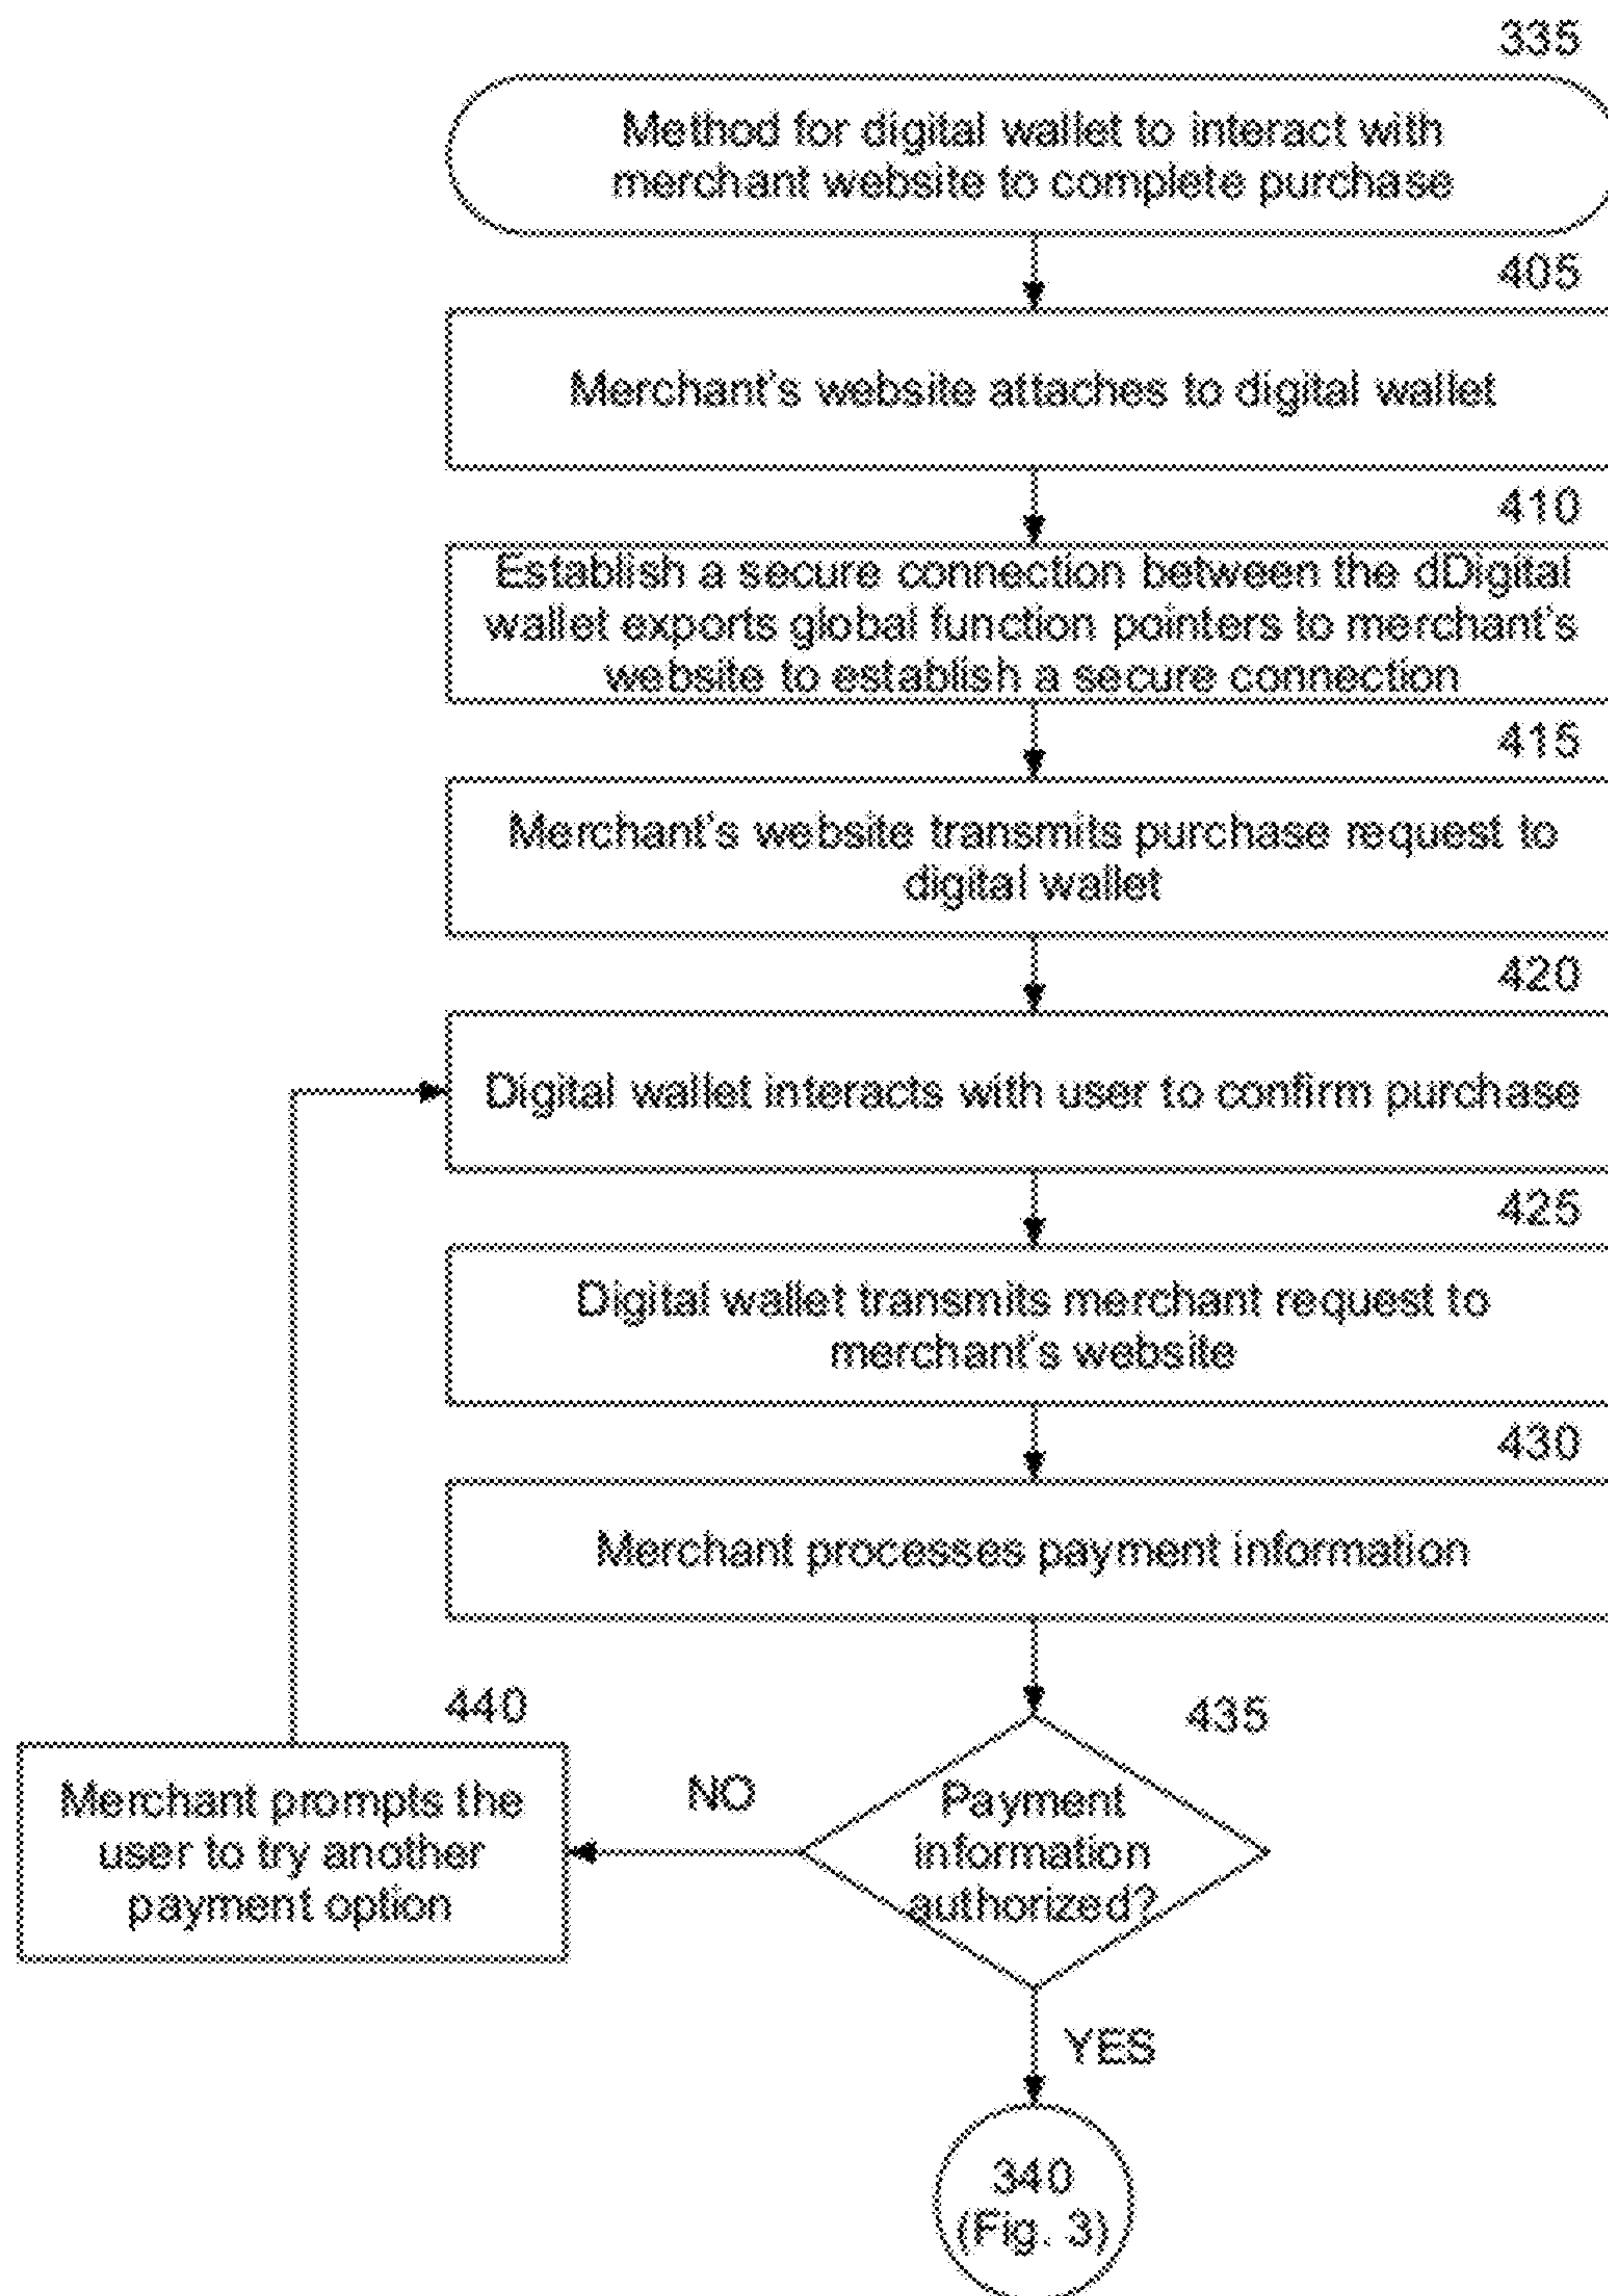 335
Method for digital wallet to interact with
merchant website to complete purchase
405
Merchant's website attaches to digital wallet
410
Establish a secure connection between the dDigital
wallet exports global function pointers to merchant's
website to establish a secure connection
415
Merchant's website transmits purchase request to
digital wallet
420
Digital wallet interacts with user to confirm purchase
425
Digital wallet transmits merchant request to
merchant's website
430
Merchant processes payment information
440
435
Merchant prompts the
user to try another
payment option
NO
Payment
information
authorized?
YES
340
(Fig. 3)